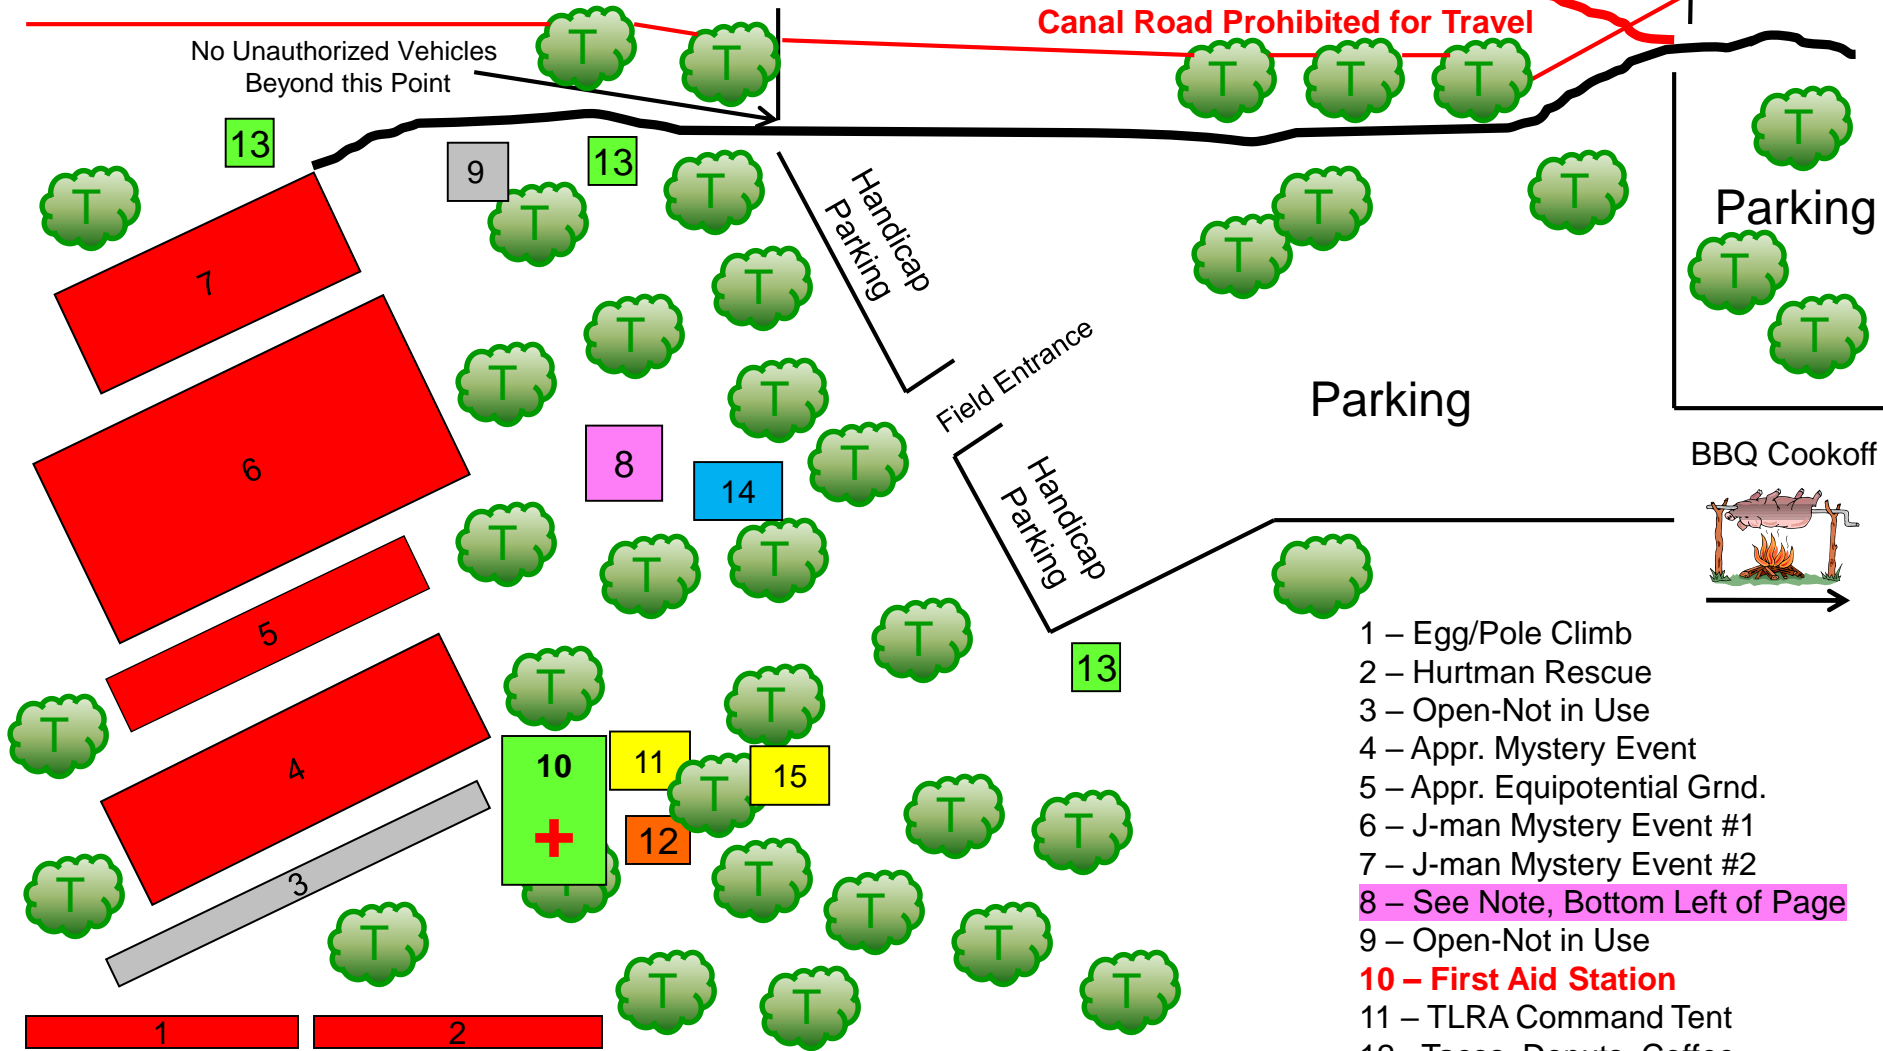 Canal Road Prohibited for Travel
No Unauthorized Vehicles
Beyond this Point
T
T
T
T
T
13
9
13
T
T
T
T
T
T
T
Parking
Handicap
Parking
7
T
T
T
T
T
T
Field Entrance
T
T
Parking
6
8
14
T
BBQ Cookoff
Handicap
Parking
T
T
T
5
T
13
T
T
T
4
10
11
15
T
12
T
T
3
T
T
T
T
T
T
T
T
T
T
1
2
1 – Egg/Pole Climb
2 – Hurtman Rescue
3 – Open-Not in Use
4 – Appr. Mystery Event
5 – Appr. Equipotential Grnd.
6 – J-man Mystery Event #1
7 – J-man Mystery Event #2
8 – See Note, Bottom Left of Page
9 – Open-Not in Use
10 – First Aid Station
11 – TLRA Command Tent
12 - Tacos, Donuts, Coffee